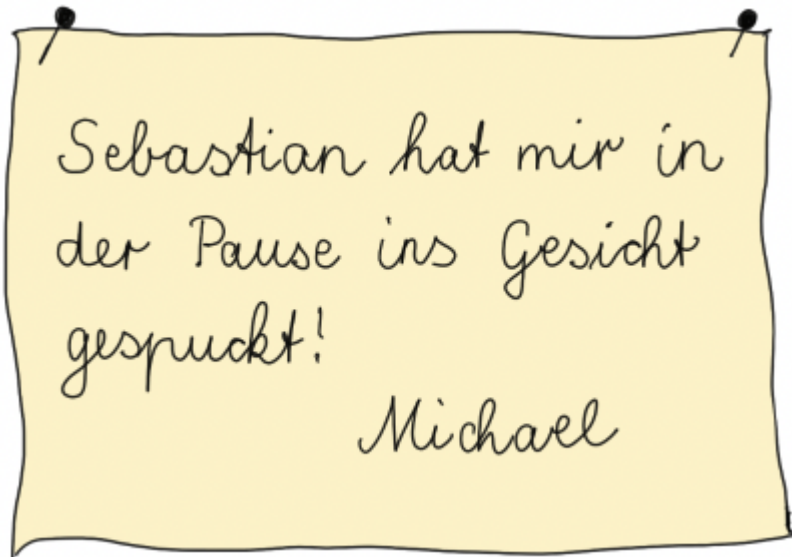 Sebastian hat mir in
der Pause ins Gesicht
gespuckt!
Michael